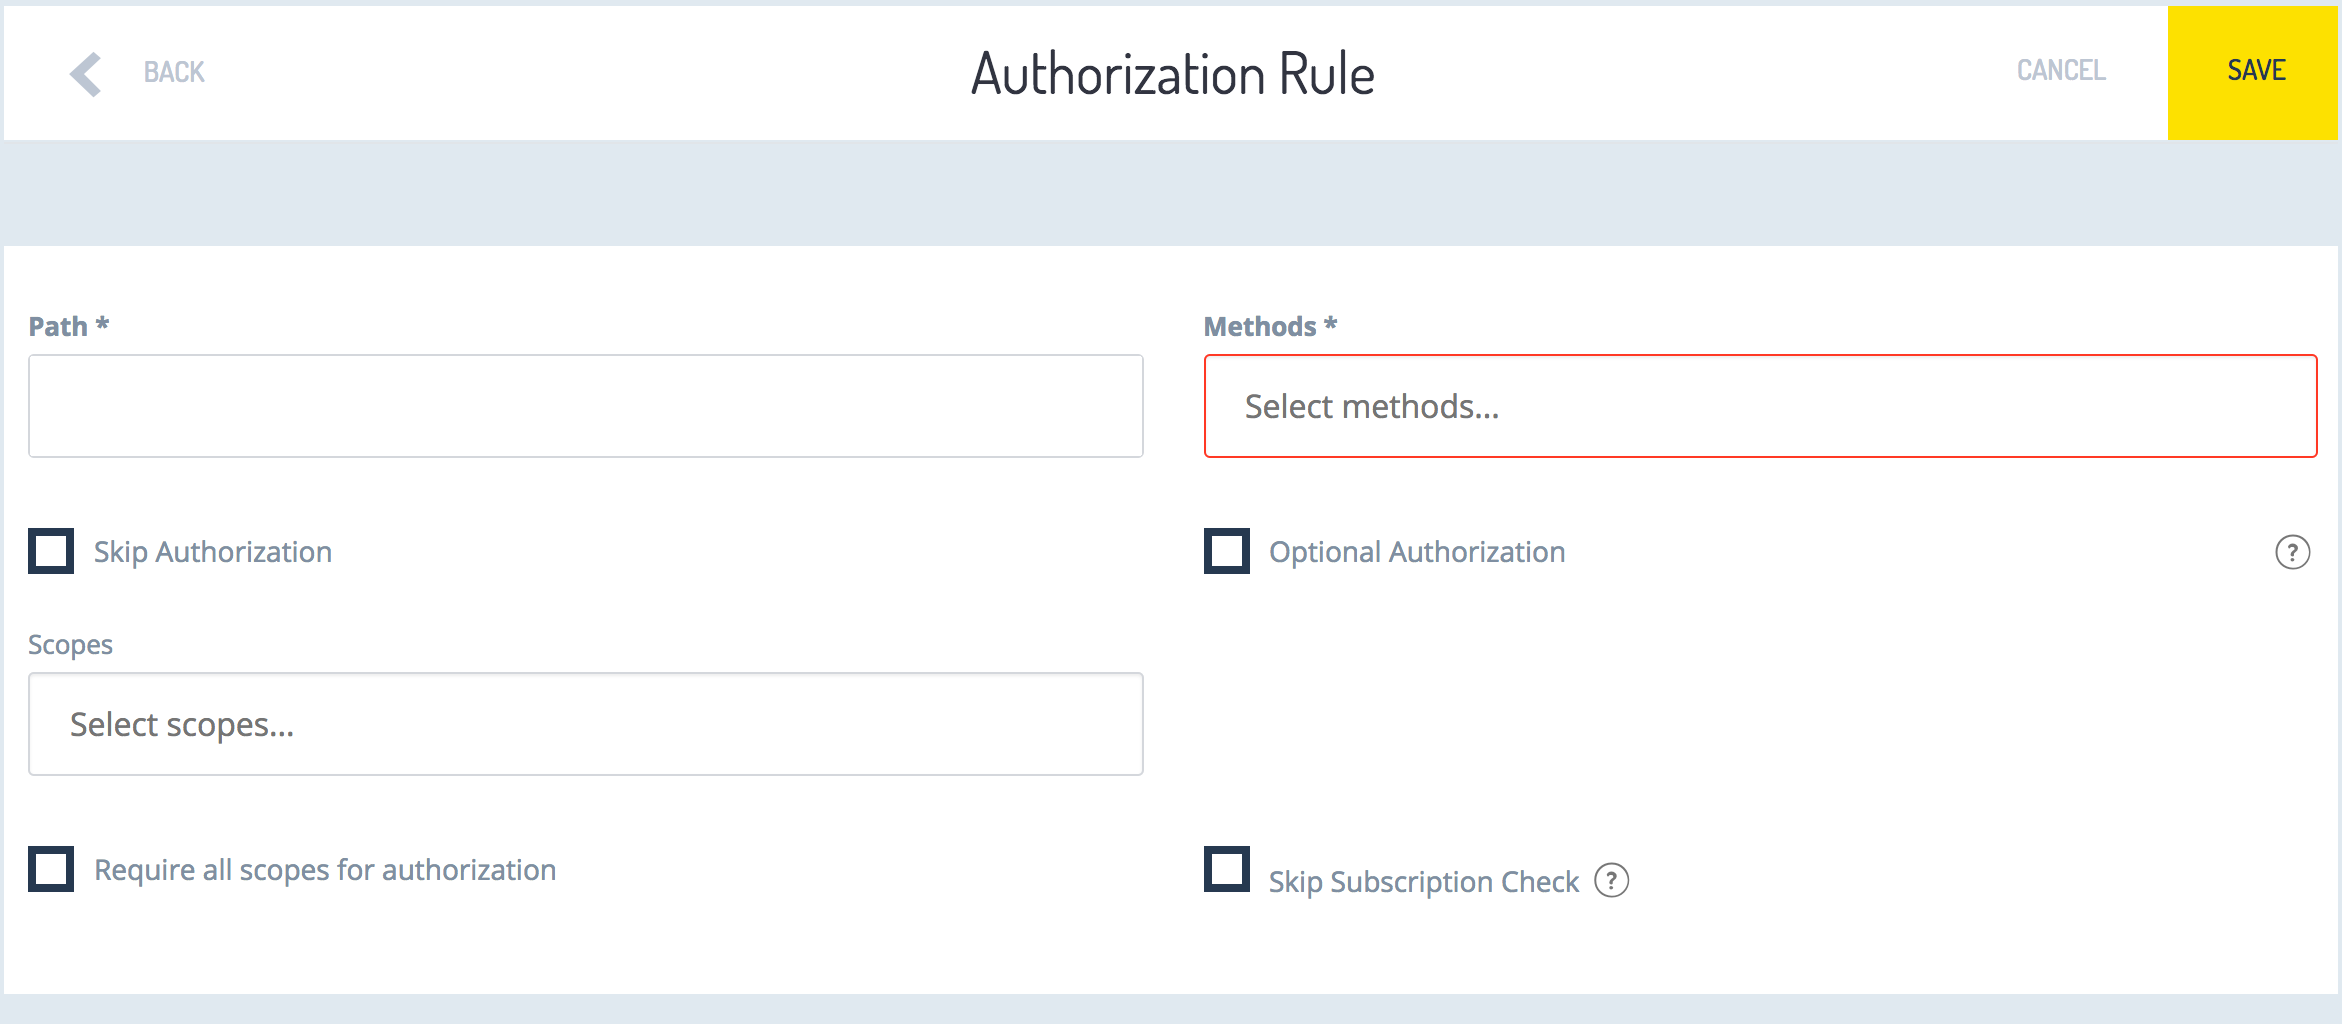 BACK
Authorization Rule
CANCEL
SAVE
Path *
Methods *
Select methods...
Skip Authorization
Optional Authorization
?
Scopes
Select scopes...
Require all scopes for authorization
Skip Subscription Check ?